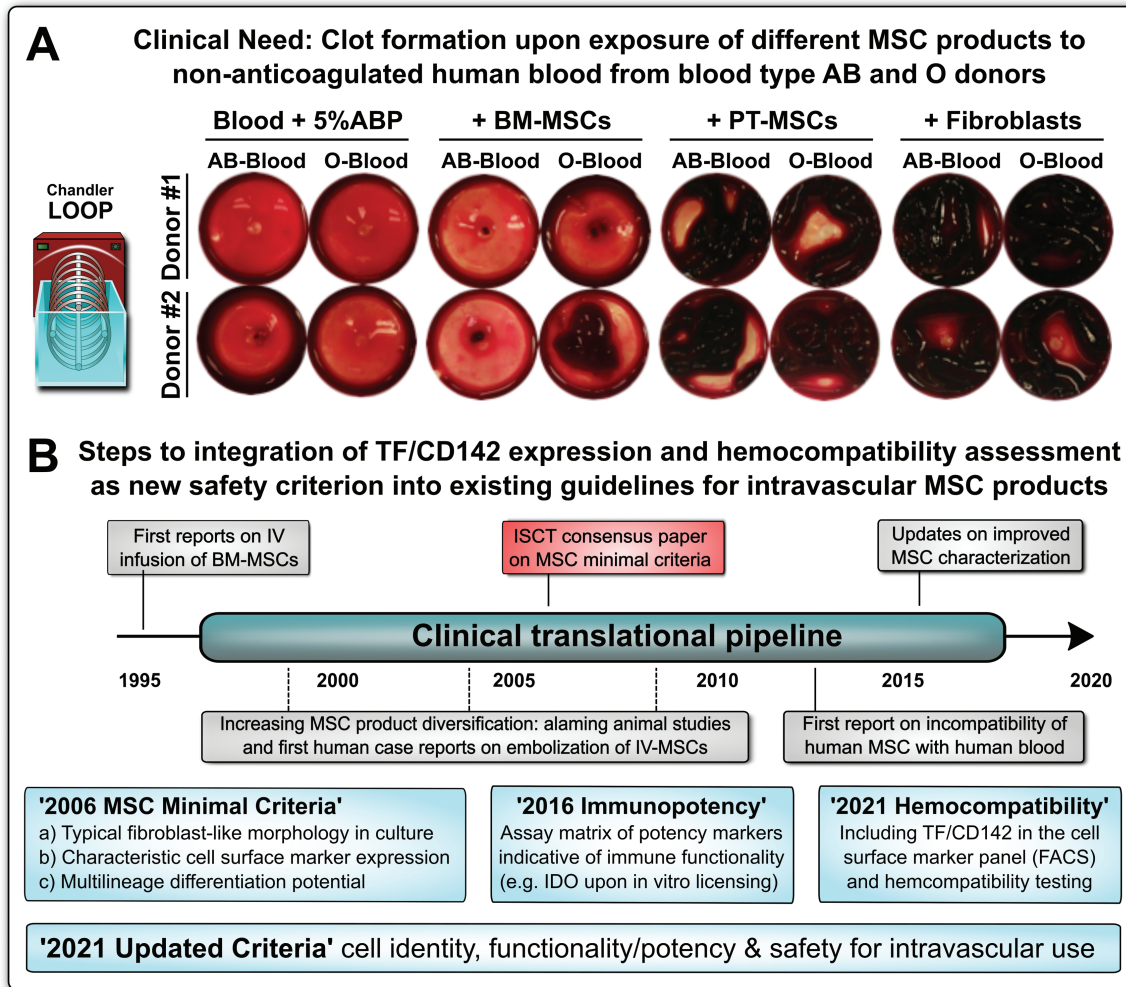 A
Clinical Need: Clot formation upon exposure of different MSC products to
non-anticoagulated human blood from blood type AB and O donors
Blood + 5%ABP
+ BM-MSCs
+ PT-MSCs
+ Fibroblasts
AB-Blood
O-Blood
AB-Blood
O-Blood
AB-Blood
O-Blood
AB-Blood
O-Blood
Chandler
LOOP
Donor #1
Donor #2
B
Steps to integration of TF/CD142 expression and hemocompatibility assessment
as new safety criterion into existing guidelines for intravascular MSC products
First reports on IV
infusion of BM-MSCs
ISCT consensus paper
on MSC minimal criteria
Updates on improved
MSC characterization
Clinical translational pipeline
1995
2000
2005
2010
2015
2020
Increasing MSC product diversification: alaming animal studies
and first human case reports on embolization of IV-MSCs
First report on incompatibility of
human MSC with human blood
'2006 MSC Minimal Criteria'
a) Typical fibroblast-like morphology in culture
b) Characteristic cell surface marker expression
c) Multilineage differentiation potential
'2016 Immunopotency'
Assay matrix of potency markers
indicative of immune functionality
(e.g. IDO upon in vitro licensing)
'2021 Hemocompatibility'
Including TF/CD142 in the cell
surface marker panel (FACS)
and hemcompatibility testing
'2021 Updated Criteria' cell identity, functionality/potency & safety for intravascular use